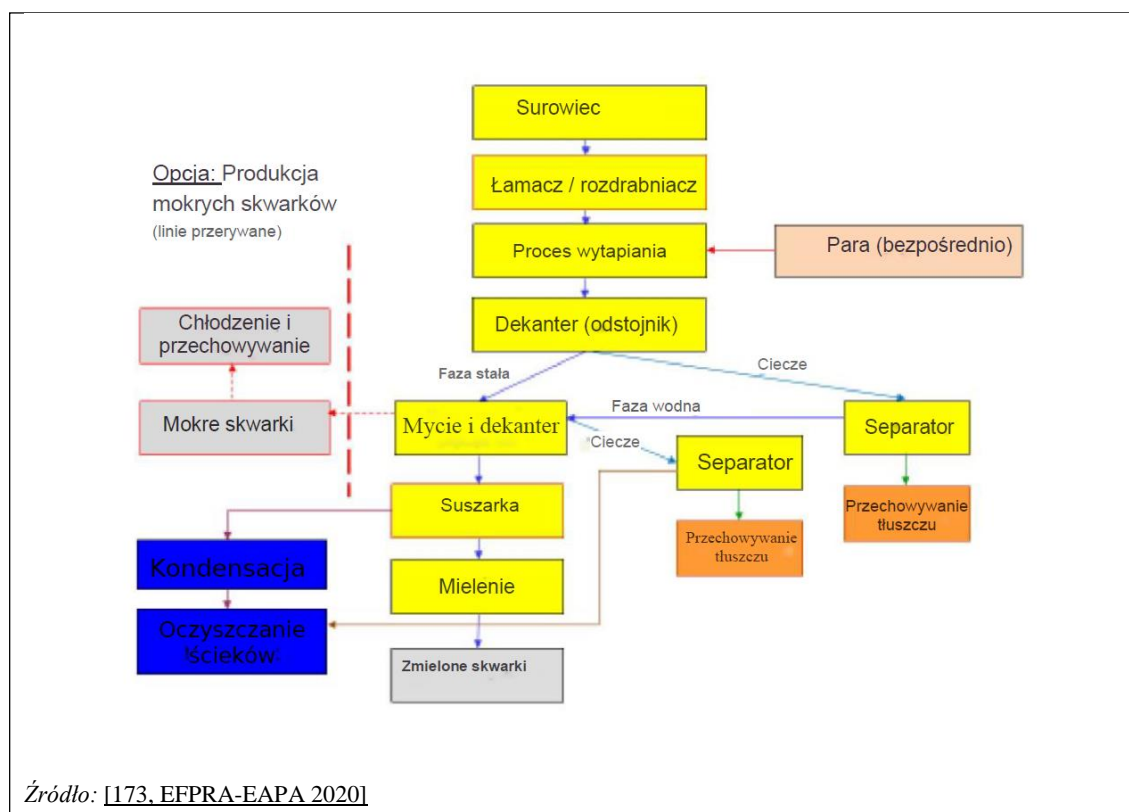 Surowiec
Opcja: Produkcja
mokrych skwarków
(linie przerywane)
Łamacz / rozdrabniacz
Proces wytapiania
Para (bezpośrednio)
Dekanter (odstojnik)
Chłodzenie i
przechowywanie
Faza stała
Ciecze
Mokre skwarki
Mycie i dekanter
Faza wodna
Separator
Ciecze
Separator
Suszarka
Przechowywanie
tłuszczu
Przechowywanie
tłuszczu
Kondensacja
Mielenie
Oczyszczanie
ścieków
Zmielone skwarki
Źródło: [173, EFPRA-EAPA 2020]